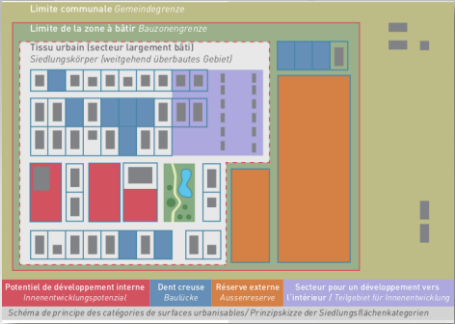 Limite communale Gemeindegrenze
Limite de la zone à bâtir Bauzonengrenze
Tissu urbain (secteur largement bâti)
Siedlungskörper (weitgehend überbautes Gebiet)
Potentiel de développement interne
Innenentwicklungspotenzial
Dent creuse
Baulücke
Réserve externe
Aussenreserve
Secteur pour un développement vers
l'intérieur / Teilgebiet für Innenentwicklung
Schéma de principe des catégories de surfaces urbanisables / Prinzipskizze der Siedlungsflächenkategorien